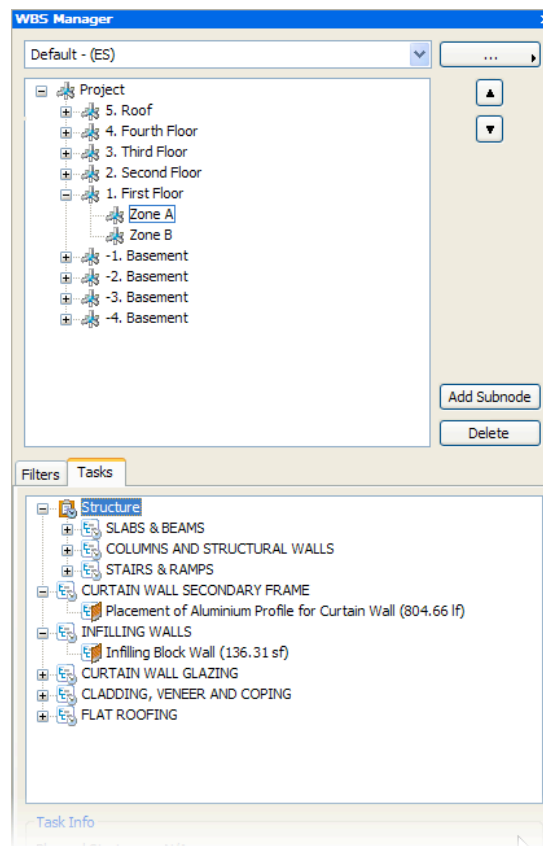 WBS Manager
Default - (ES)
...
Project
5. Roof
4. Fourth Floor
3. Third Floor
2. Second Floor
1. First Floor
Zone A
Zone B
-1. Basement
-2. Basement
-3. Basement
-4. Basement
Add Subnode
Delete
Filters
Tasks
Structure
SLABS & BEAMS
COLUMNS AND STRUCTURAL WALLS
STAIRS & RAMPS
CURTAIN WALL SECONDARY FRAME
Placement of Aluminium Profile for Curtain Wall (804.66 lf)
INFILLING WALLS
Infilling Block Wall (136.31 sf)
CURTAIN WALL GLAZING
CLADDING, VENEER AND COPING
FLAT ROOFING
Task Info